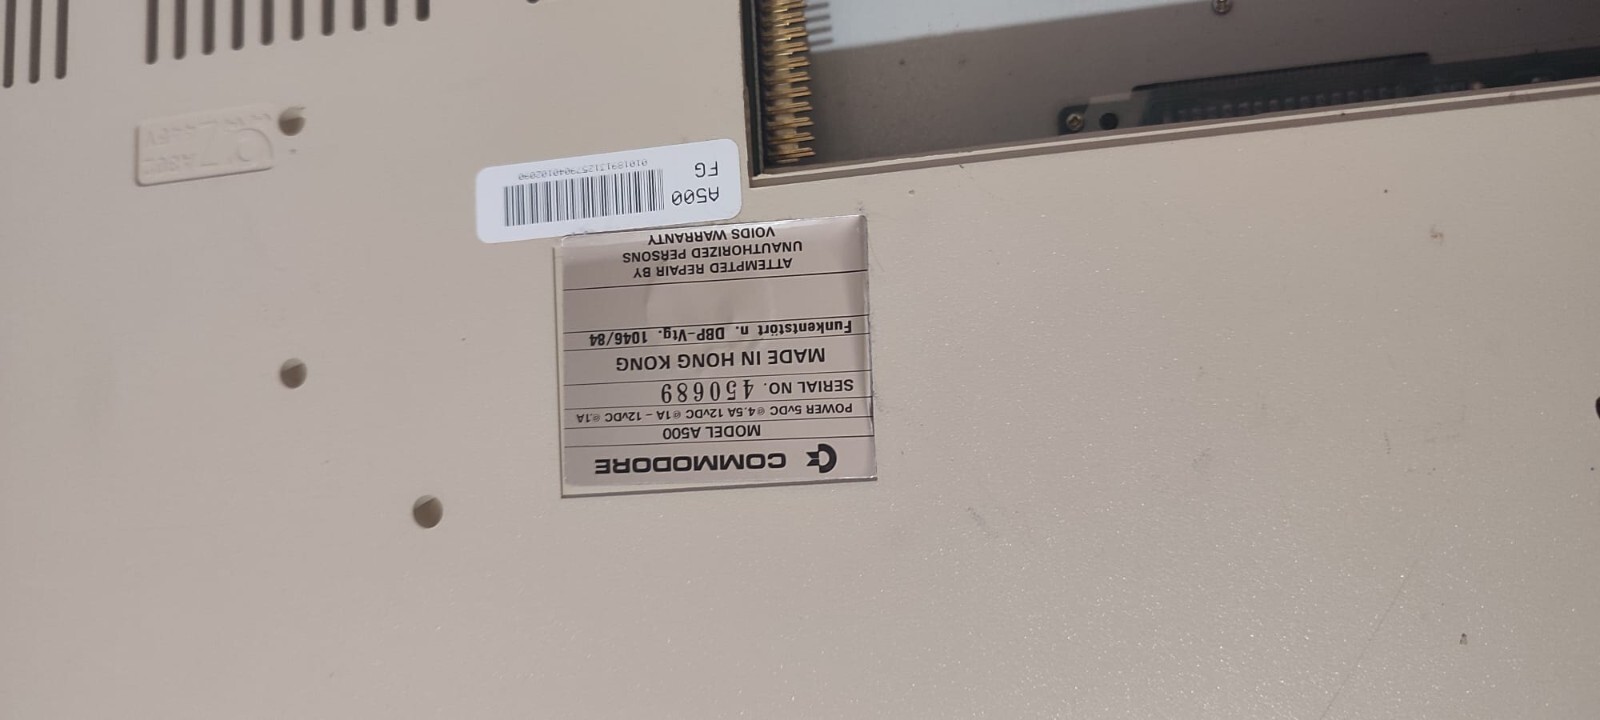 COMMODORE
MODEL A500
POWER 5VDC @4.5A 12VDC @1A – 12VDC @.1A
SERIAL NO. 450689
MADE IN HONG KONG
Funkentstört n. DBP-Vtg. 1046/84
ATTEMPTED REPAIR BY
UNAUTHORIZED PERSONS
VOIDS WARRANTY
A500
FG